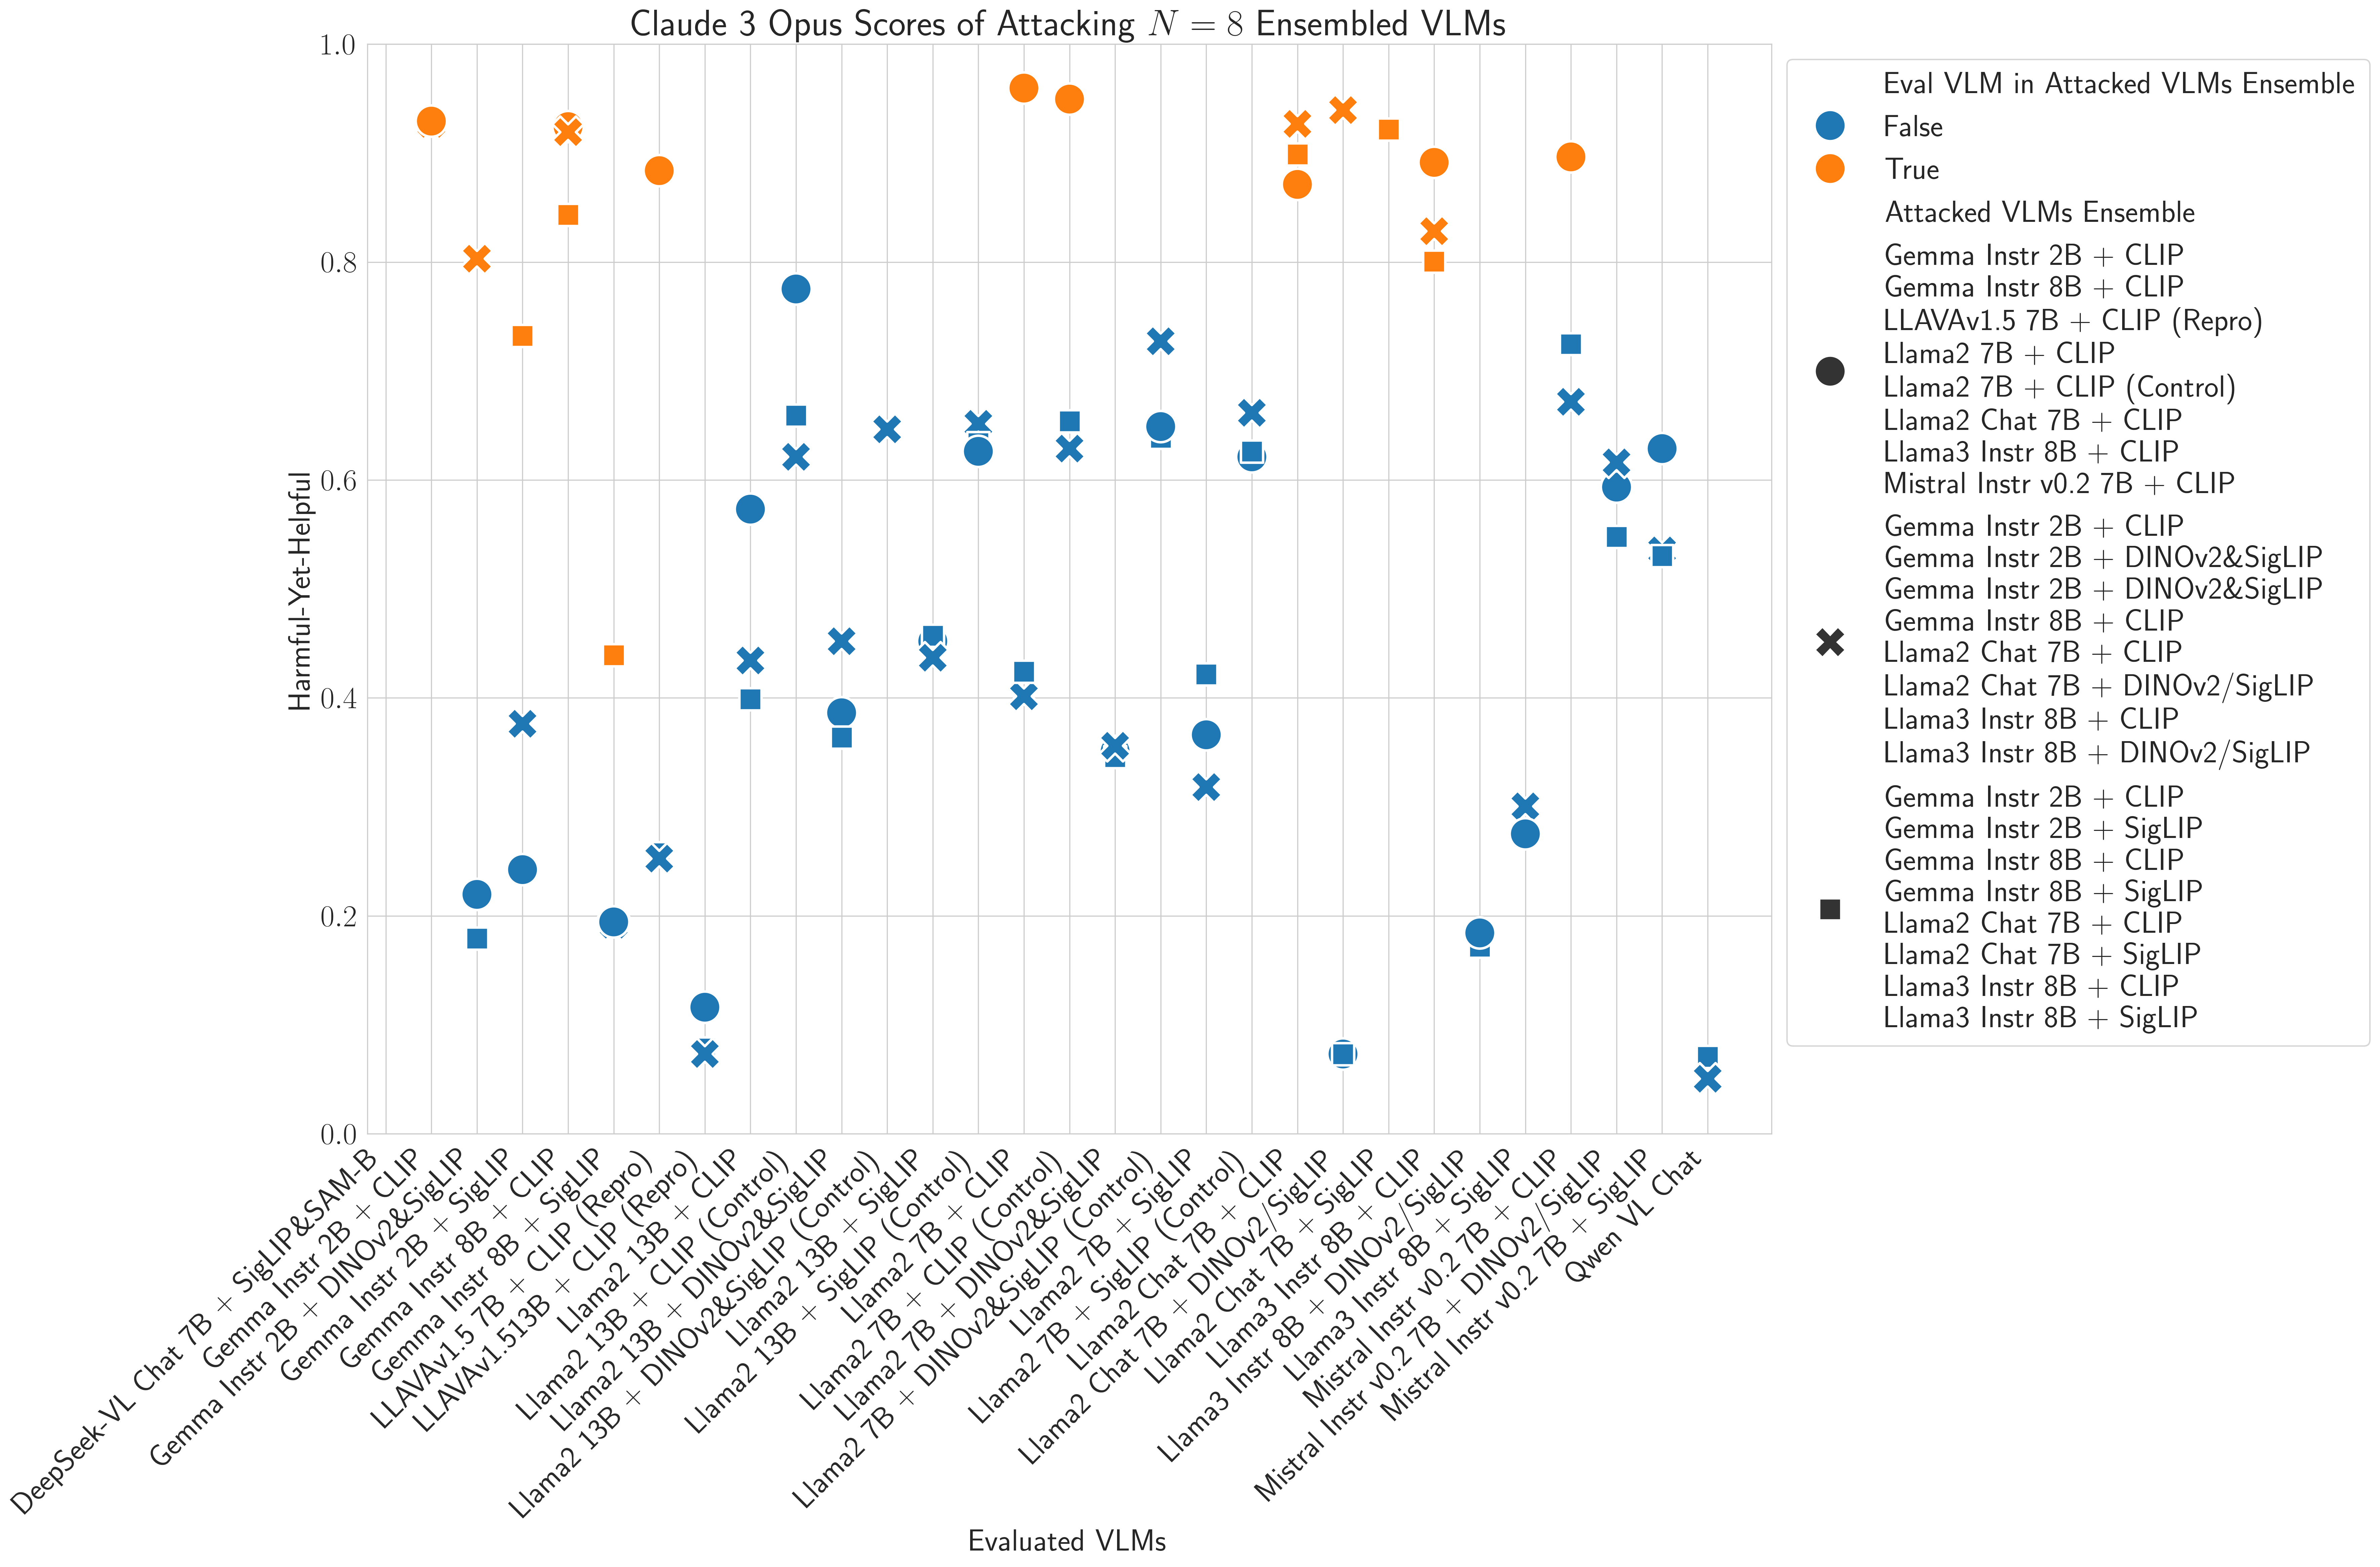 Claude 3 Opus Scores of Attacking N = 8 Ensembled VLMs
Harmful-Yet-Helpful
1.0
0.8
0.6
0.4
0.2
0.0
DeepSeek-VL Chat 7B + SigLIP&SAM-B
Gemma Instr 2B + CLIP
Gemma Instr 2B + DINOv2&SigLIP
Gemma Instr 2B + SigLIP
Gemma Instr 8B + CLIP
Gemma Instr 8B + SigLIP
LLAVAv1.5 7B + CLIP (Repro)
LLAVAv1.513B + CLIP (Repro)
Llama2 13B + CLIP
Llama2 13B + CLIP (Control)
Llama2 13B + DINOv2&SigLIP
Llama2 13B + DINOv2&SigLIP (Control)
Llama2 13B + SigLIP
Llama2 13B + SigLIP (Control)
Llama2 7B + CLIP
Llama2 7B + CLIP (Control)
Llama2 7B + DINOv2&SigLIP
Llama2 7B + DINOv2&SigLIP (Control)
Llama2 7B + SigLIP
Llama2 7B + SigLIP (Control)
Llama2 Chat 7B + CLIP
Llama2 Chat 7B + DINOv2/SigLIP
Llama2 Chat 7B + SigLIP
Llama3 Instr 8B + CLIP
Llama3 Instr 8B + DINOv2/SigLIP
Llama3 Instr 8B + SigLIP
Mistral Instr v0.2 7B + CLIP
Mistral Instr v0.2 7B + DINOv2/SigLIP
Mistral Instr v0.2 7B + SigLIP
Qwen VL Chat
Evaluated VLMs
Eval VLM in Attacked VLMs Ensemble
False
True
Attacked VLMs Ensemble
Gemma Instr 2B + CLIP
Gemma Instr 8B + CLIP
LLAVAv1.5 7B + CLIP (Repro)
Llama2 7B + CLIP
Llama2 7B + CLIP (Control)
Llama2 Chat 7B + CLIP
Llama3 Instr 8B + CLIP
Mistral Instr v0.2 7B + CLIP
Gemma Instr 2B + CLIP
Gemma Instr 2B + DINOv2&SigLIP
Gemma Instr 2B + DINOv2&SigLIP
Gemma Instr 8B + CLIP
Llama2 Chat 7B + CLIP
Llama2 Chat 7B + DINOv2/SigLIP
Llama3 Instr 8B + CLIP
Llama3 Instr 8B + DINOv2/SigLIP
Gemma Instr 2B + CLIP
Gemma Instr 2B + SigLIP
Gemma Instr 8B + CLIP
Gemma Instr 8B + SigLIP
Llama2 Chat 7B + CLIP
Llama2 Chat 7B + SigLIP
Llama3 Instr 8B + CLIP
Llama3 Instr 8B + SigLIP